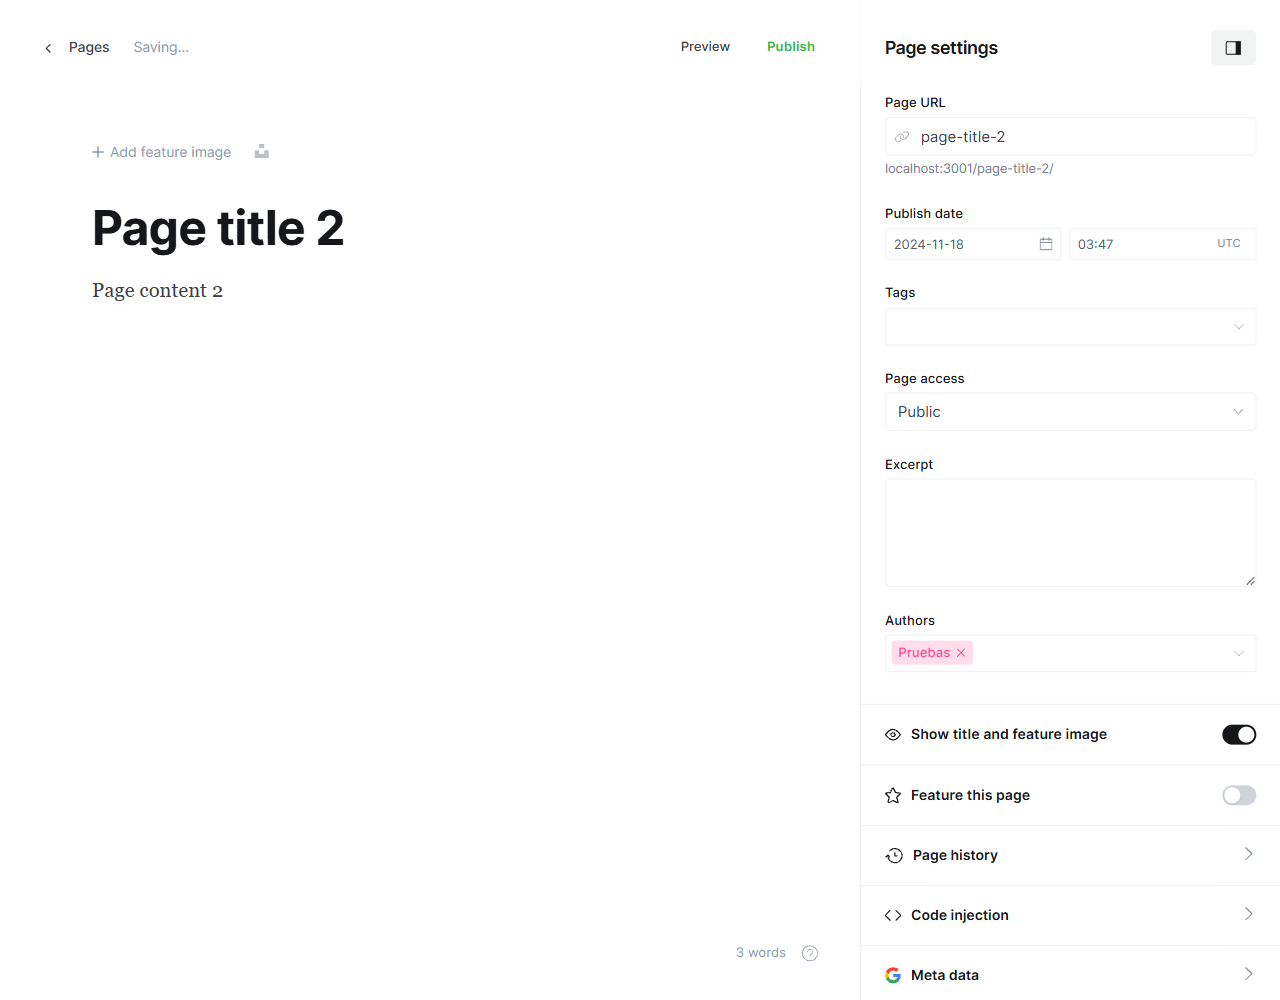 Pages Saving... Preview Publish
Add feature image
Page title 2
Page content 2
3 words
Page settings
Page URL
page-title-2
localhost:3001/page-title-2/
Publish date
2024-11-18 03:47 UTC
Tags
Page access
Public
Excerpt
Authors
Pruebas
Show title and feature image
Feature this page
Page history
Code injection
Meta data